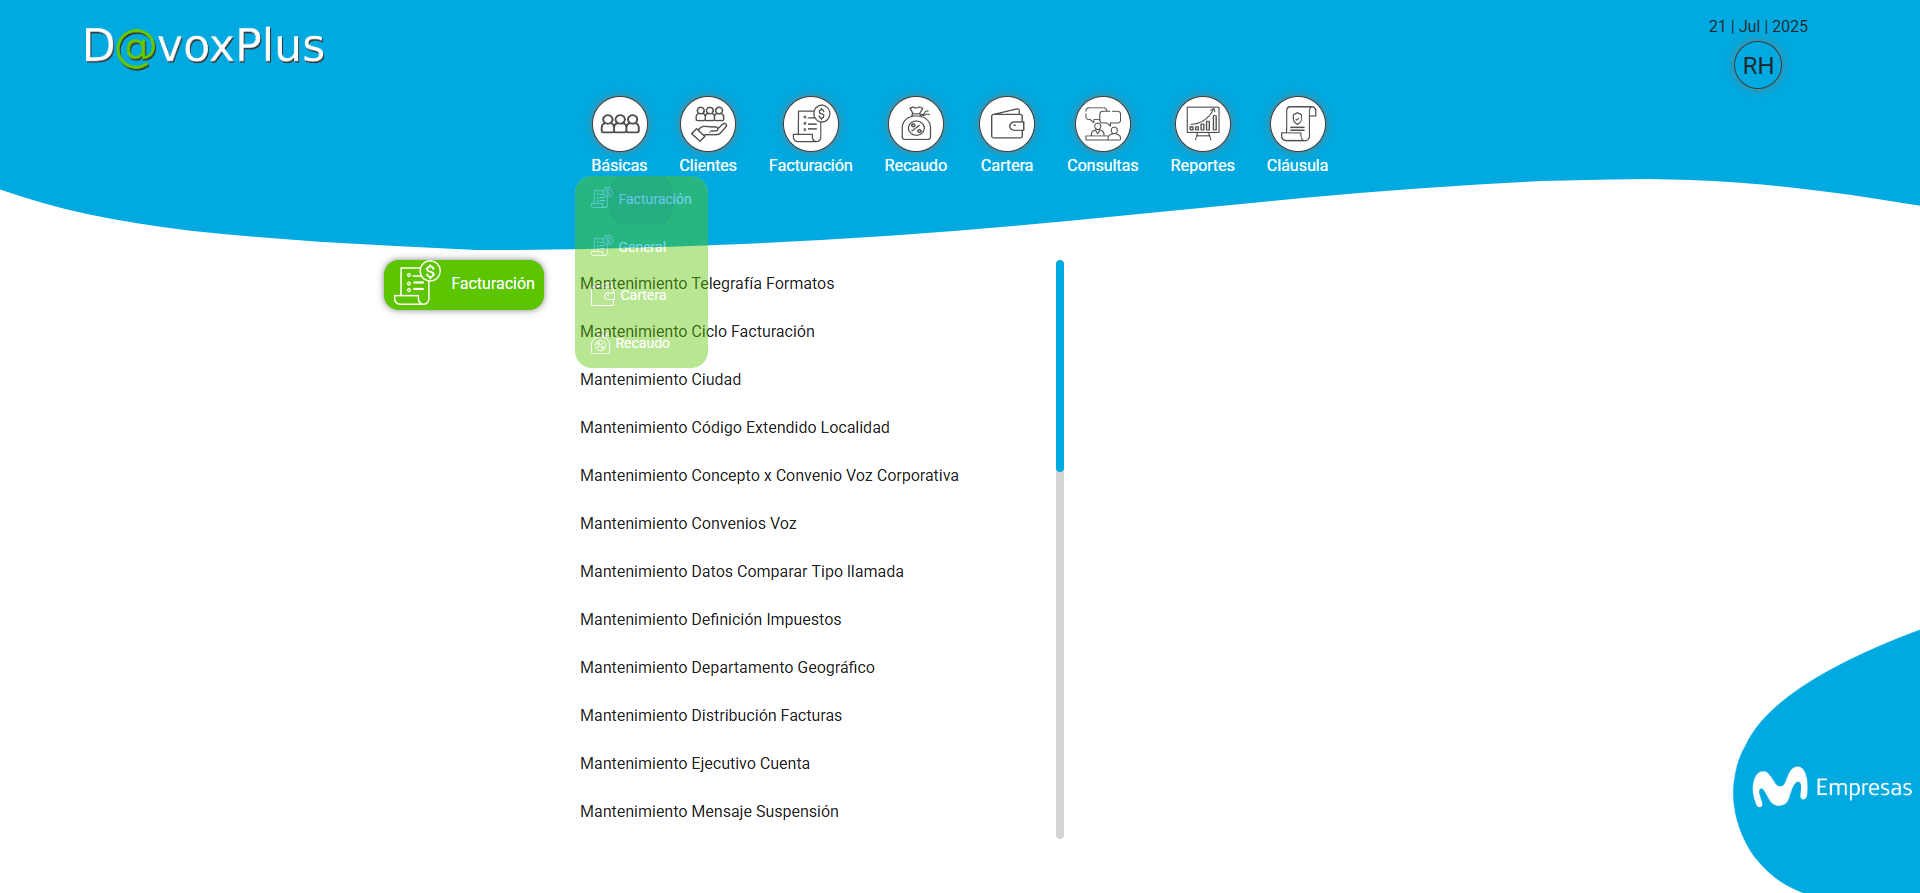 D@voxPlus
21 | Jul | 2025
RH
Básicas
Clientes
Facturación
Recaudo
Cartera
Consultas
Reportes
Cláusula
Facturación
General
Cartera
Recaudo
Facturación
Mantenimiento Telegrafía Formatos
Mantenimiento Ciclo Facturación
Mantenimiento Ciudad
Mantenimiento Código Extendido Localidad
Mantenimiento Concepto x Convenio Voz Corporativa
Mantenimiento Convenios Voz
Mantenimiento Datos Comparar Tipo llamada
Mantenimiento Definición Impuestos
Mantenimiento Departamento Geográfico
Mantenimiento Distribución Facturas
Mantenimiento Ejecutivo Cuenta
Mantenimiento Mensaje Suspensión
Empresas